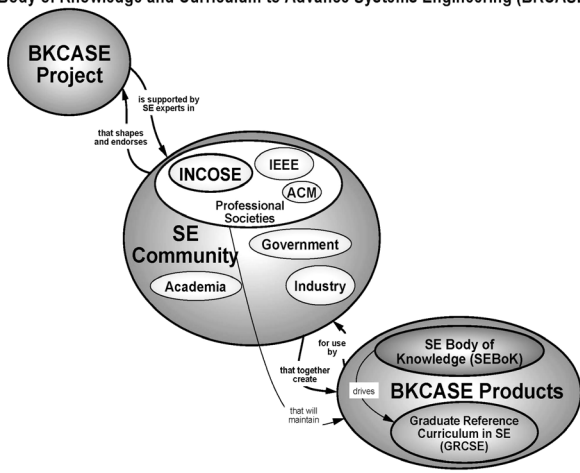 Body of Knowledge and Curriculum to Advance Systems Engineering (BKCASE
BKCASE
Project
is supported by
SE experts in
that shapes
and endorses
INCOSE
IEEE
ACM
Professional
Societies
SE
Community
Government
Academia
Industry
for use
by
that together
create
that will
maintain
SE Body of
Knowledge (SEBoK)
BKCASE Products
drives
Graduate Reference
Curriculum in SE
(GRCSE)